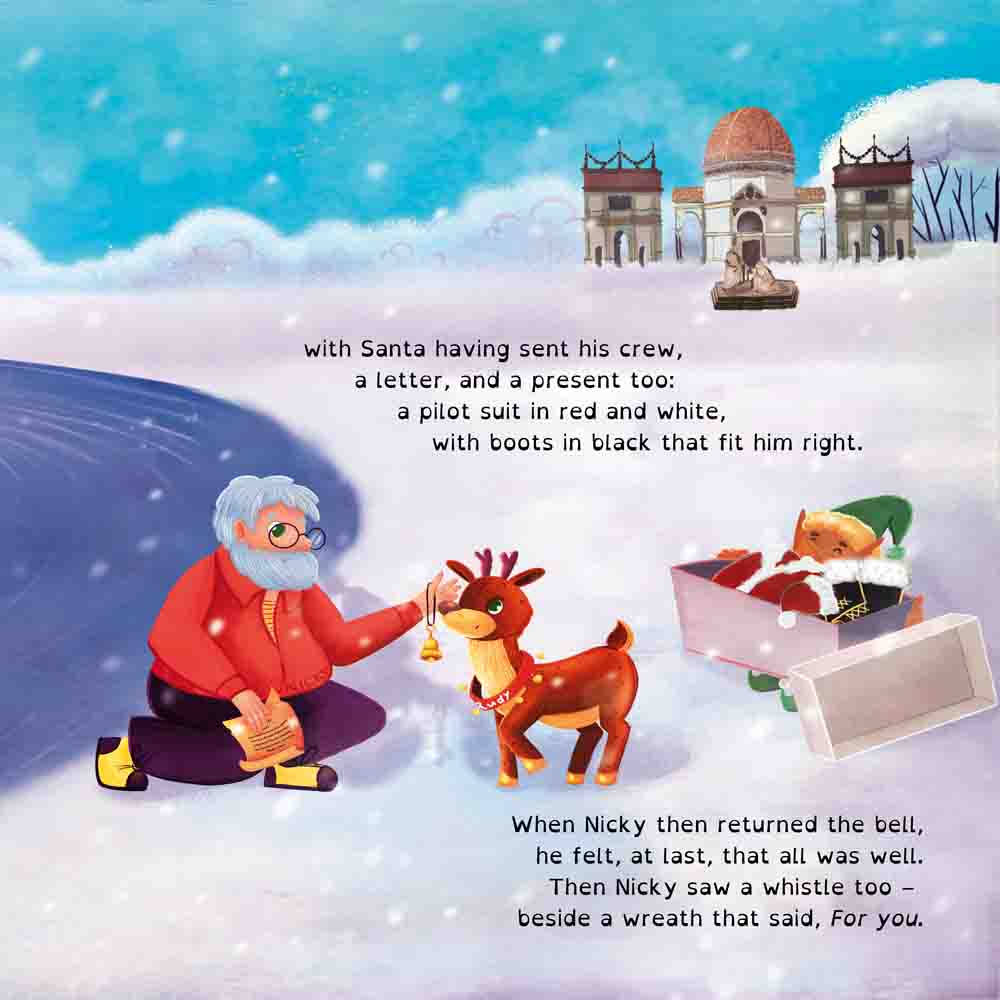 with Santa having sent his crew,
a letter, and a present too:
a pilot suit in red and white,
with boots in black that fit him right.
Rudy
When Nicky then returned the bell,
he felt, at last, that all was well.
Then Nicky saw a whistle too –
beside a wreath that said, For you.